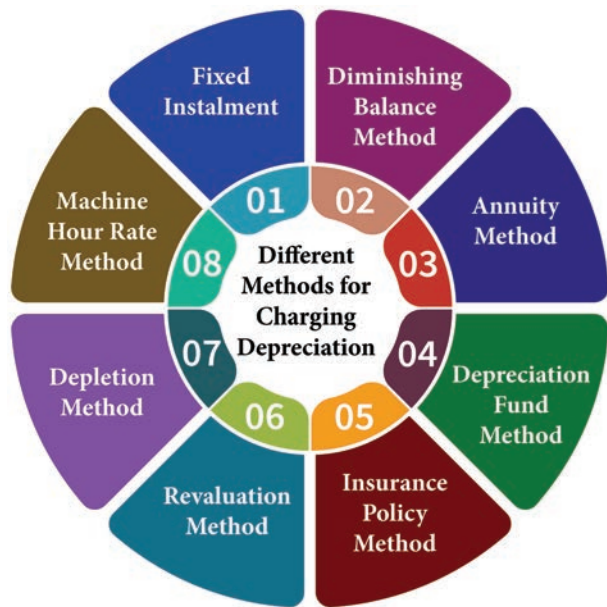 Different
Methods for
Charging
Depreciation
01
Fixed
Instalment
02
Diminishing
Balance
Method
03
Annuity
Method
04
Depreciation
Fund
Method
05
Insurance
Policy
Method
06
Revaluation
Method
07
Depletion
Method
08
Machine
Hour Rate
Method